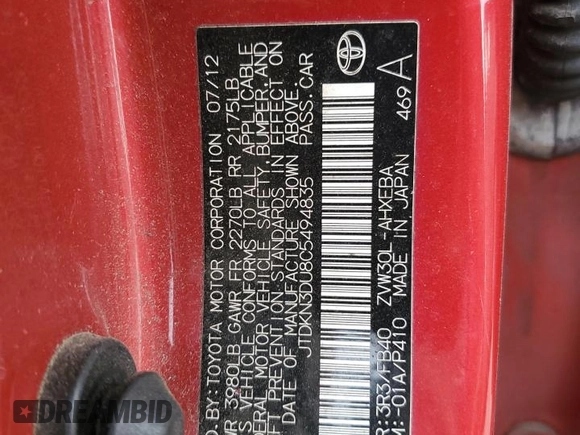 D.BY: TOYOTA MOTOR CORPORATION 07/12
WR 3980LB GAWR FR 2270LB RR 2175LB
S VEHICLE CONFORMS TO ALL APPLICABLE
DERAL MOTOR VEHICLE SAFETY, BUMPER, AND
FT PREVENTION STANDARDS IN EFFECT ON
DATE OF MANUFACTURE SHOWN ABOVE.
JTDKN3DU8C5494835 PASS.CAR
R: 3R3/FB40 ZVW30L-AHXEBA
M: -01A/P410 MADE IN JAPAN 469 A
DREAMBID